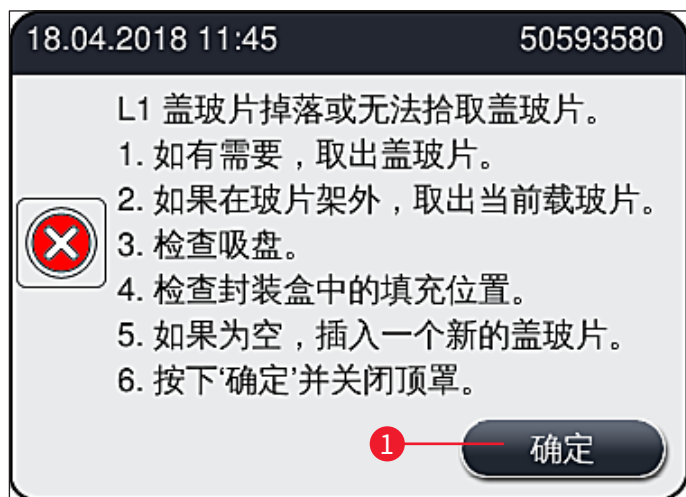 18.04.2018 11:45 50593580
L1 盖玻片掉落或无法拾取盖玻片。
1. 如有需要，取出盖玻片。
2. 如果在玻片架外，取出当前载玻片。
3. 检查吸盘。
4. 检查封装盒中的填充位置。
5. 如果为空，插入一个新的盖玻片。
6. 按下‘确定’并关闭顶罩。
1 确定